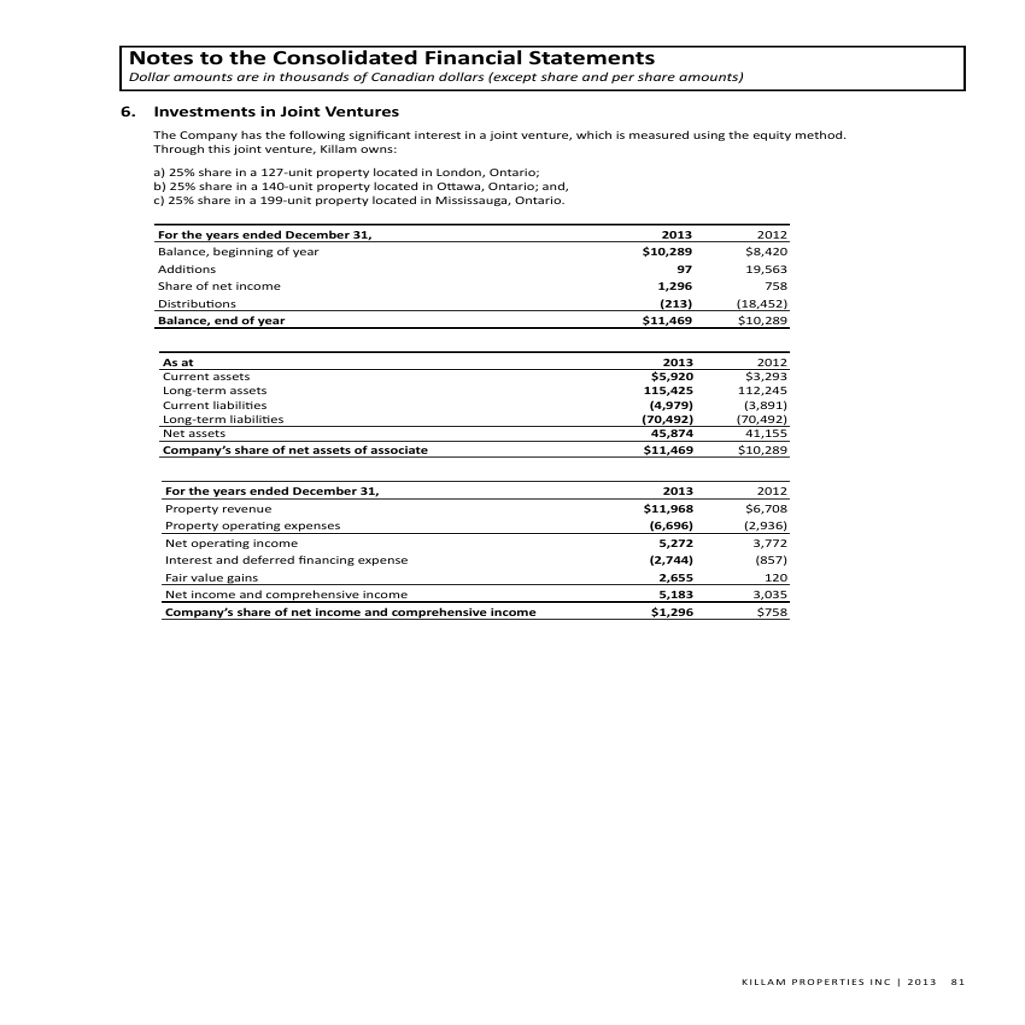 Notes to the Consolidated Financial Statements
Dollar amounts are in thousands of Canadian dollars (except share and per share amounts)
6. Investments in Joint Ventures
The Company has the following significant interest in a joint venture, which is measured using the equity method.
Through this joint venture, Killam owns:
a) 25% share in a 127-unit property located in London, Ontario;
b) 25% share in a 140-unit property located in Ottawa, Ontario; and,
c) 25% share in a 199-unit property located in Mississauga, Ontario.
For the years ended December 31, 2013 2012
Balance, beginning of year $10,289 $8,420
Additions 97 19,563
Share of net income 1,296 758
Distributions (213) (18,452)
Balance, end of year $11,469 $10,289
As at 2013 2012
Current assets $5,920 $3,293
Long-term assets 115,425 112,245
Current liabilities (4,979) (3,891)
Long-term liabilities (70,492) (70,492)
Net assets 45,874 41,155
Company's share of net assets of associate $11,469 $10,289
For the years ended December 31, 2013 2012
Property revenue $11,968 $6,708
Property operating expenses (6,696) (2,936)
Net operating income 5,272 3,772
Interest and deferred financing expense (2,744) (857)
Fair value gains 2,655 120
Net income and comprehensive income 5,183 3,035
Company's share of net income and comprehensive income $1,296 $758
KILLAM PROPERTIES INC | 2013 81